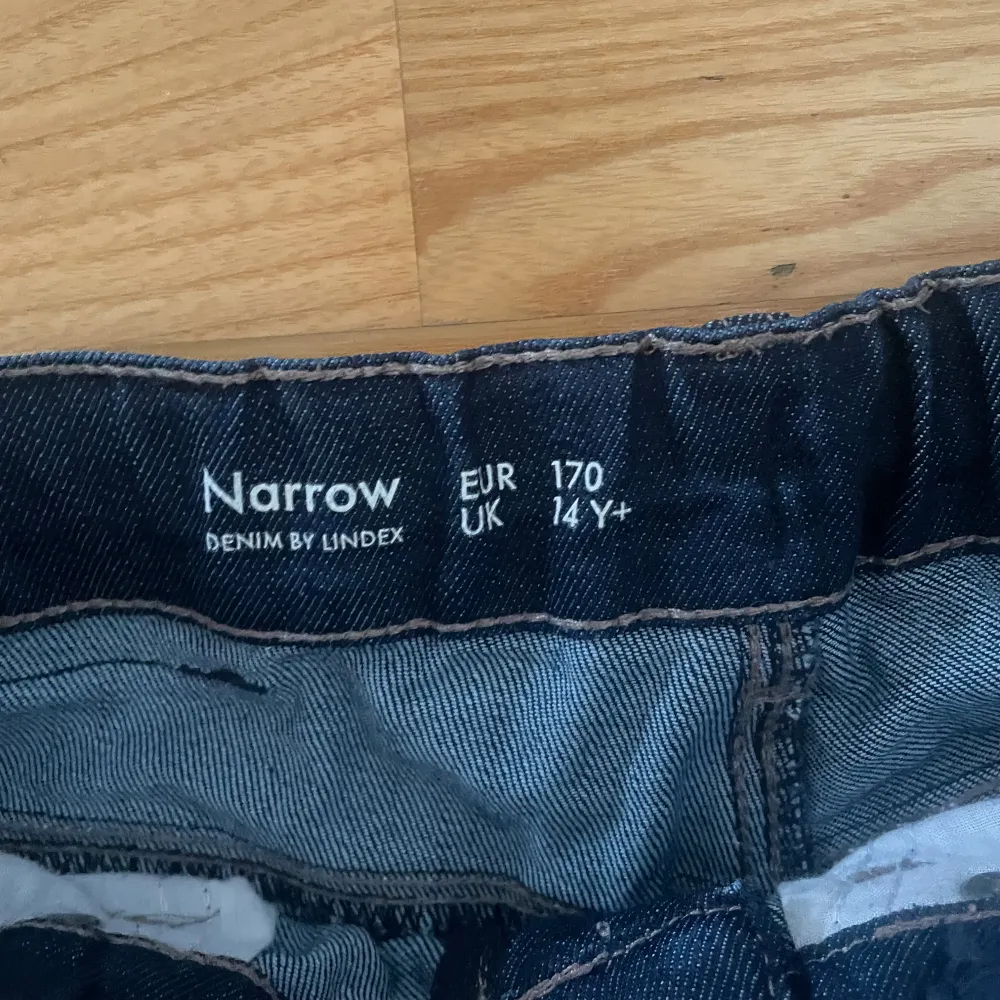 Narrow
DENIM BY LINDEX
EUR 170
UK 14 Y+